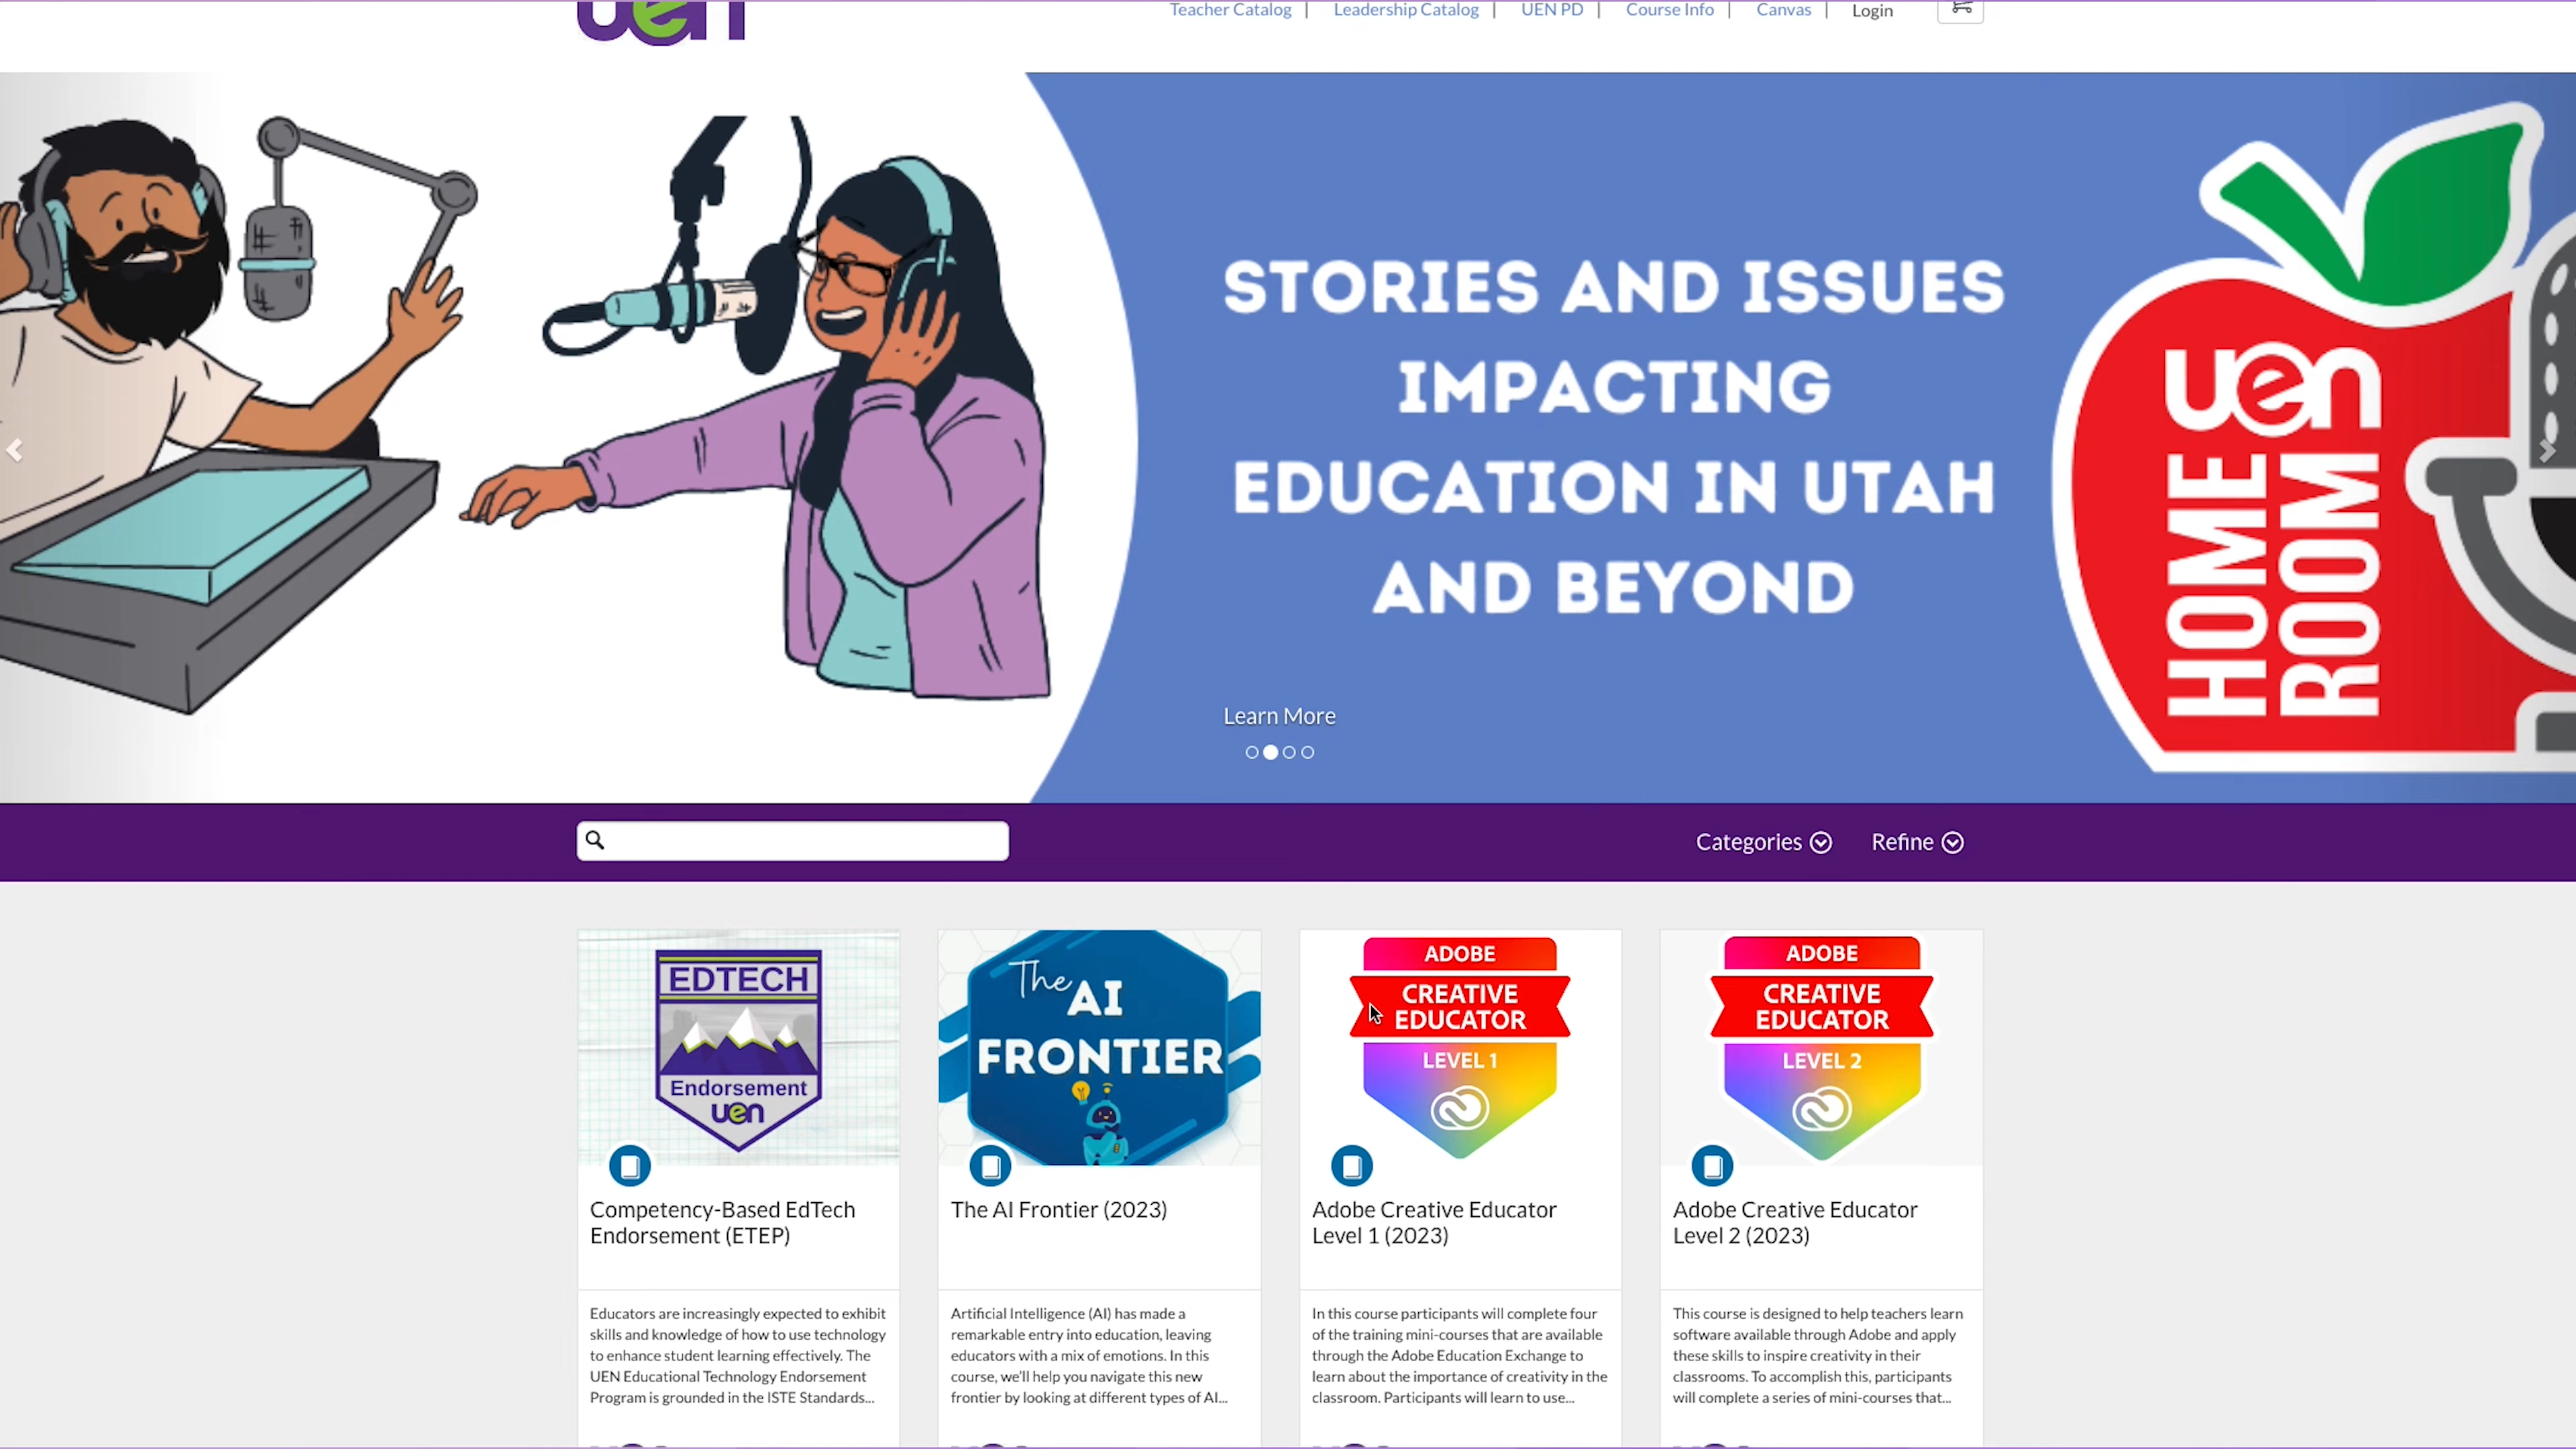 uen
Teacher Catalog | Leadership Catalog | UEN PD | Course Info | Canvas | Login
STORIES AND ISSUES
IMPACTING
EDUCATION IN UTAH
AND BEYOND
uen
HOME
ROOM
Learn More
Categories
Refine
EDTECH
Endorsement
uen
Competency-Based EdTech
Endorsement (ETEP)
Educators are increasingly expected to exhibit
skills and knowledge of how to use technology
to enhance student learning effectively. The
UEN Educational Technology Endorsement
Program is grounded in the ISTE Standards...
The AI
FRONTIER
The AI Frontier (2023)
Artificial Intelligence (AI) has made a
remarkable entry into education, leaving
educators with a mix of emotions. In this
course, we'll help you navigate this new
frontier by looking at different types of AI...
ADOBE
CREATIVE
EDUCATOR
LEVEL 1
Adobe Creative Educator
Level 1 (2023)
In this course participants will complete four
of the training mini-courses that are available
through the Adobe Education Exchange to
learn about the importance of creativity in the
classroom. Participants will learn to use...
ADOBE
CREATIVE
EDUCATOR
LEVEL 2
Adobe Creative Educator
Level 2 (2023)
This course is designed to help teachers learn
software available through Adobe and apply
these skills to inspire creativity in their
classrooms. To accomplish this, participants
will complete a series of mini-courses that...